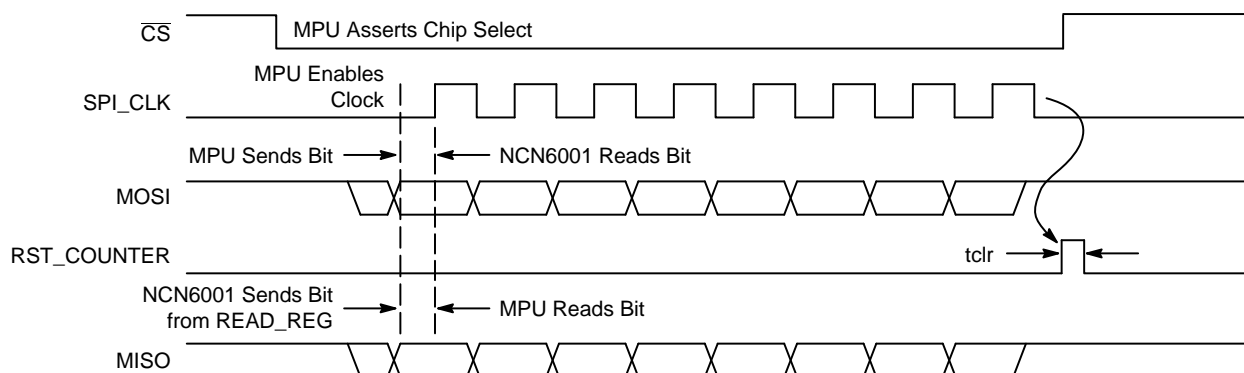 CS
MPU Asserts Chip Select
MPU Enables
Clock
SPI_CLK
MPU Sends Bit
NCN6001 Reads Bit
MOSI
RST_COUNTER
tclr
NCN6001 Sends Bit
from READ_REG
MPU Reads Bit
MISO